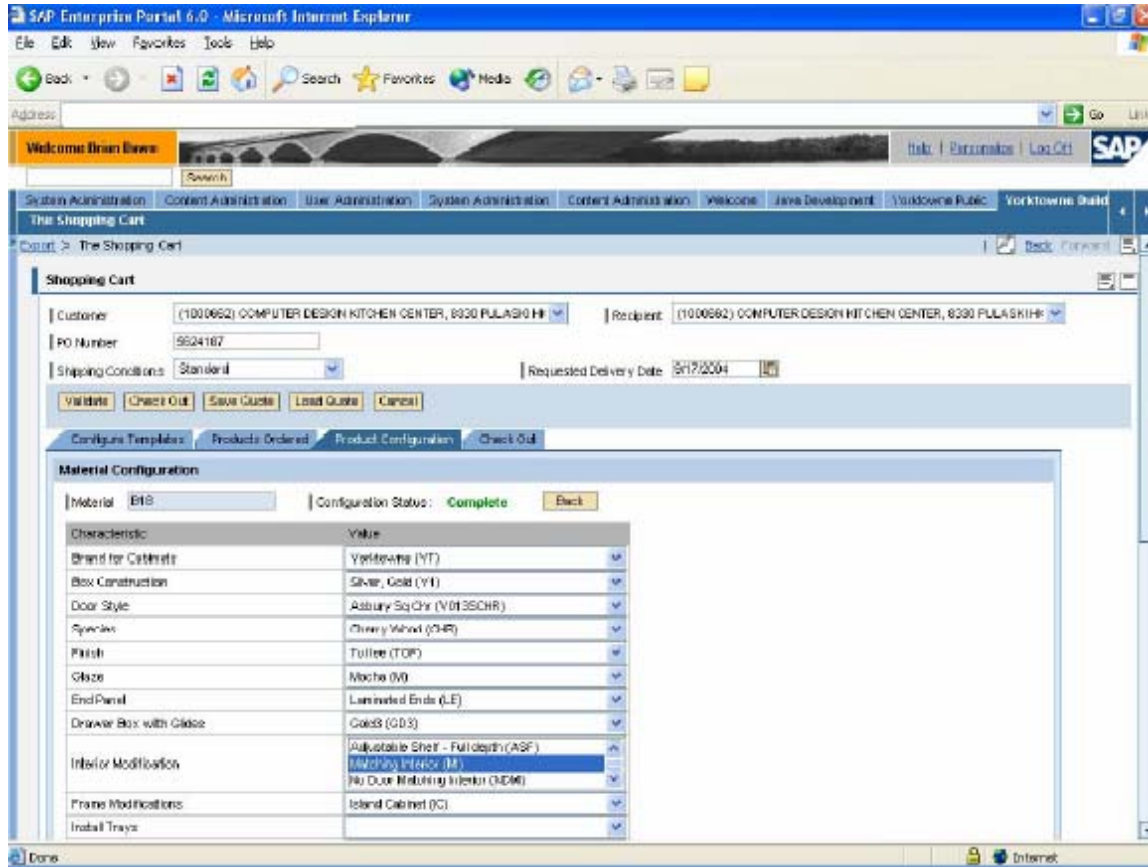 SAP Enterprise Portal 6.0 - Microsoft Internet Explorer
File Edit View Favorites Tools Help
Back Search Favorites Media
Address Go
Welcome Brian
Help | Personalize | Log Off SAP
Search
System Administration Content Administration User Administration System Administration Content Administration Welcome Java Development Yorktowne Public Yorktowne Build
The Shopping Cart
Export > The Shopping Cart | Back Forward
Shopping Cart
Customer (1000662) COMPUTER DESIGN KITCHEN CENTER, 8330 PULASKI H Recipient (1000662) COMPUTER DESIGN KITCHEN CENTER, 8330 PULASKI H
PO Number 5624187
Shipping Conditions Standard Requested Delivery Date 9/17/2004
Validate Check Out Save Quote Load Quote Cancel
Configure Templates Products Ordered Product Configuration Check Out
Material Configuration
Material B18 Configuration Status: Complete Back
Characteristic Value
Brand for Cabinets Yorktowne (YT)
Box Construction Silver, Gold (Y1)
Door Style Asbury Sq Chr (V013SCHR)
Species Cherry Wood (CHR)
Finish Toffee (TOF)
Glaze Mocha (M)
End Panel Laminated Ends (LE)
Drawer Box with Glides Gold3 (GD3)
Interior Modification
Adjustable Shelf - Full depth (ASF)
Matching Interior (MI)
No Door Matching Interior (NDMI)
Frame Modifications Island Cabinet (IC)
Install Trays
Done Internet